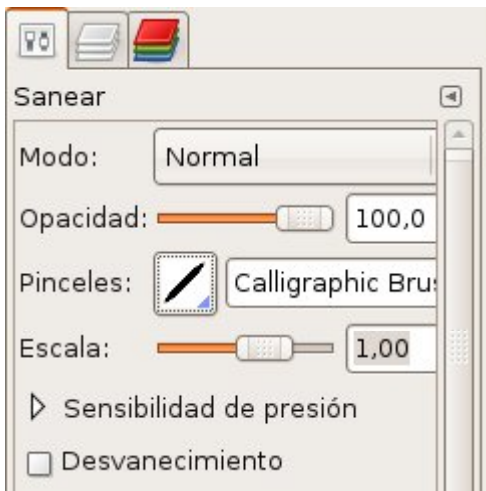 Sanear
Modo: Normal
Opacidad: 100,0
Pinceles: Calligraphic Brus
Escala: 1,00
Sensibilidad de presión
Desvanecimiento